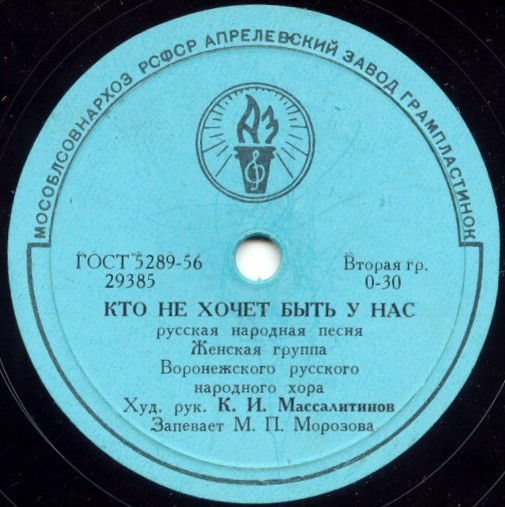 МОСОБЛСОВНАРХОЗ РСФСР АПРЕЛЕВСКИЙ ЗАВОД ГРАМПЛАСТИНОК
АЗ
ГОСТ 5289-56
29385
Вторая гр.
0-30
КТО НЕ ХОЧЕТ БЫТЬ У НАС
русская народная песня
Женская группа
Воронежского русского
народного хора
Худ. рук. К. И. Массалитинов
Запевает М. П. Морозова